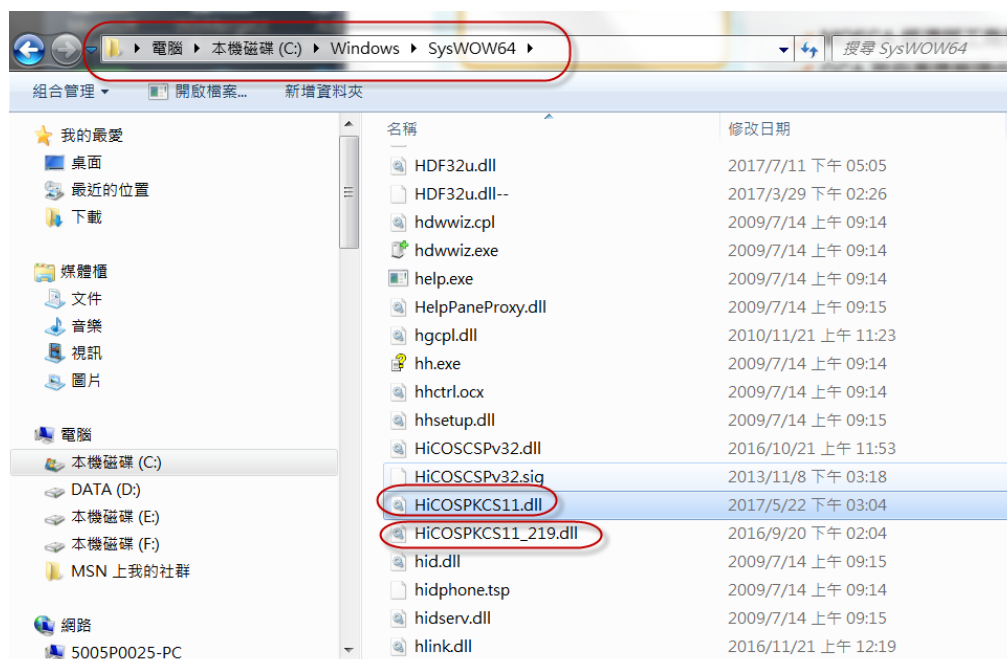 電腦 ▸ 本機磁碟 (C:) ▸ Windows ▸ SysWOW64 ▸
搜尋 SysWOW64
組合管理 ▾ 開啟檔案... 新增資料夾
我的最愛
桌面
最近的位置
下載
媒體櫃
文件
音樂
視訊
圖片
電腦
本機磁碟 (C:)
DATA (D:)
本機磁碟 (E:)
本機磁碟 (F:)
MSN 上我的社群
網路
5005P0025-PC
名稱 修改日期
HDF32u.dll 2017/7/11 下午 05:05
HDF32u.dll-- 2017/3/29 下午 02:26
hdwwiz.cpl 2009/7/14 上午 09:14
hdwwiz.exe 2009/7/14 上午 09:14
help.exe 2009/7/14 上午 09:14
HelpPaneProxy.dll 2009/7/14 上午 09:15
hgcpl.dll 2010/11/21 上午 11:23
hh.exe 2009/7/14 上午 09:14
hhctrl.ocx 2009/7/14 上午 09:14
hhsetup.dll 2009/7/14 上午 09:15
HiCOSCSPv32.dll 2016/10/21 上午 11:53
HiCOSCSPv32.sig 2013/11/8 下午 03:18
HiCOSPKCS11.dll 2017/5/22 下午 03:04
HiCOSPKCS11_219.dll 2016/9/20 下午 02:04
hid.dll 2009/7/14 上午 09:15
hidphone.tsp 2009/7/14 上午 09:14
hidserv.dll 2009/7/14 上午 09:15
hlink.dll 2016/11/21 上午 12:19